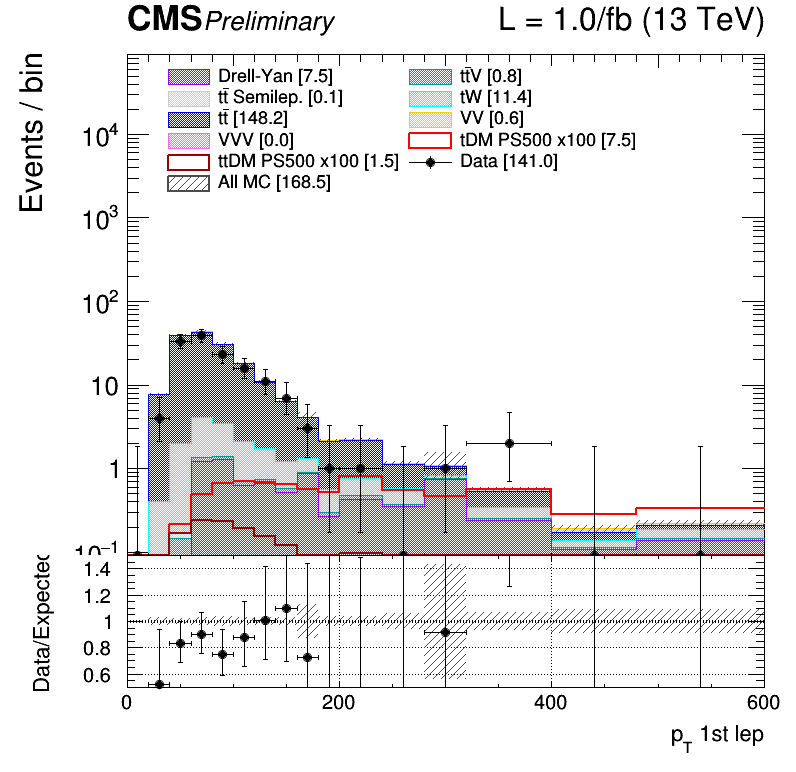 CMS Preliminary L = 1.0/fb (13 TeV)
Events / bin
Drell-Yan [7.5] tt̄V [0.8]
tt̄ Semilep. [0.1] tW [11.4]
tt̄ [148.2] VV [0.6]
VVV [0.0] tDM PS500 x100 [7.5]
ttDM PS500 x100 [1.5] Data [141.0]
All MC [168.5]
10⁴
10³
10²
10
1
10⁻¹
Data/Expected
1.4
1.2
1
0.8
0.6
0 200 400 600
p_T 1st lep